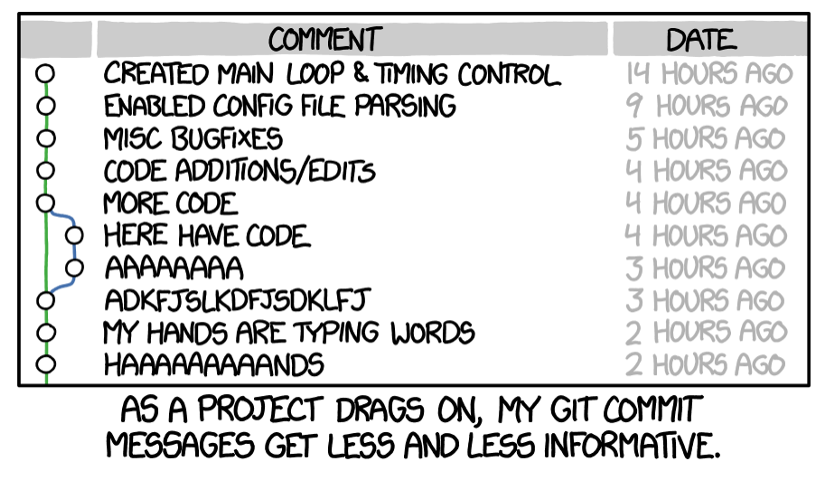 COMMENT DATE
CREATED MAIN LOOP & TIMING CONTROL 14 HOURS AGO
ENABLED CONFIG FILE PARSING 9 HOURS AGO
MISC BUGFIXES 5 HOURS AGO
CODE ADDITIONS/EDITS 4 HOURS AGO
MORE CODE 4 HOURS AGO
HERE HAVE CODE 4 HOURS AGO
AAAAAAAA 3 HOURS AGO
ADKFJSLKDFJSDKLFJ 3 HOURS AGO
MY HANDS ARE TYPING WORDS 2 HOURS AGO
HAAAAAAAAANDS 2 HOURS AGO
AS A PROJECT DRAGS ON, MY GIT COMMIT
MESSAGES GET LESS AND LESS INFORMATIVE.